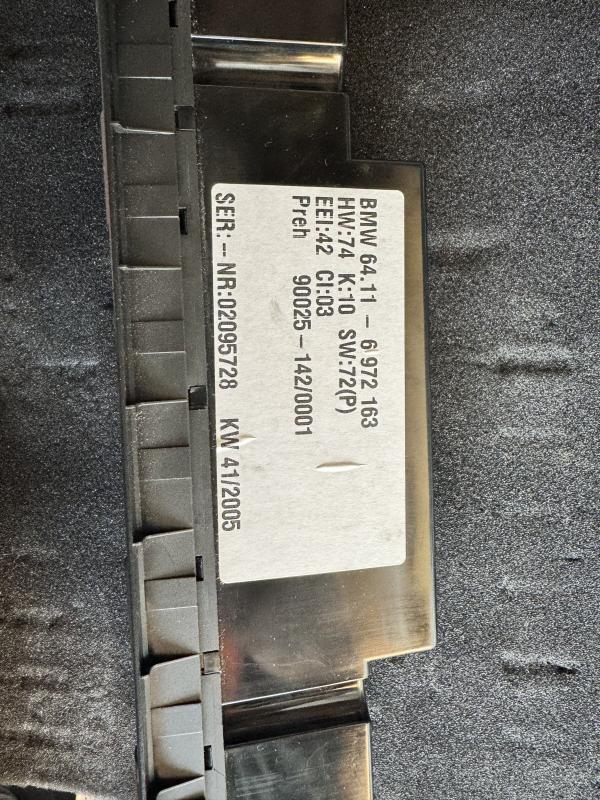 BMW 64.11 – 6 972 163
HW:74 K:10 SW:72(P)
EEI:42 CI:03
Preh 90025–142/0001
SER:–– NR:02095728 KW 41/2005